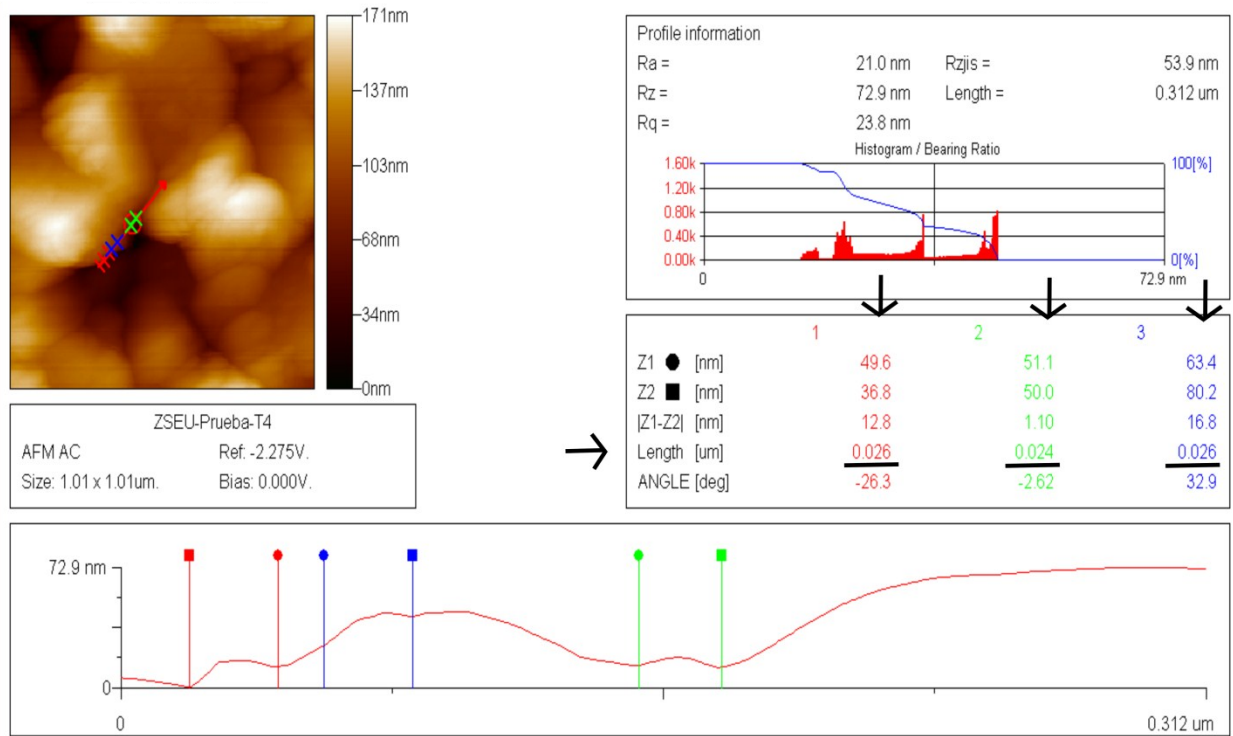 171nm
137nm
103nm
68nm
34nm
0nm
ZSEU-Prueba-T4
AFM AC Ref: -2.275V.
Size: 1.01 x 1.01um. Bias: 0.000V.
Profile information
Ra = 21.0 nm Rzjis = 53.9 nm
Rz = 72.9 nm Length = 0.312 um
Rq = 23.8 nm
Histogram / Bearing Ratio
1.60k 100[%]
1.20k
0.80k
0.40k
0.00k 0[%]
0 72.9 nm
1 2 3
Z1 ● [nm] 49.6 51.1 63.4
Z2 ■ [nm] 36.8 50.0 80.2
|Z1-Z2| [nm] 12.8 1.10 16.8
Length [um] 0.026 0.024 0.026
ANGLE [deg] -26.3 -2.62 32.9
72.9 nm
0
0 0.312 um